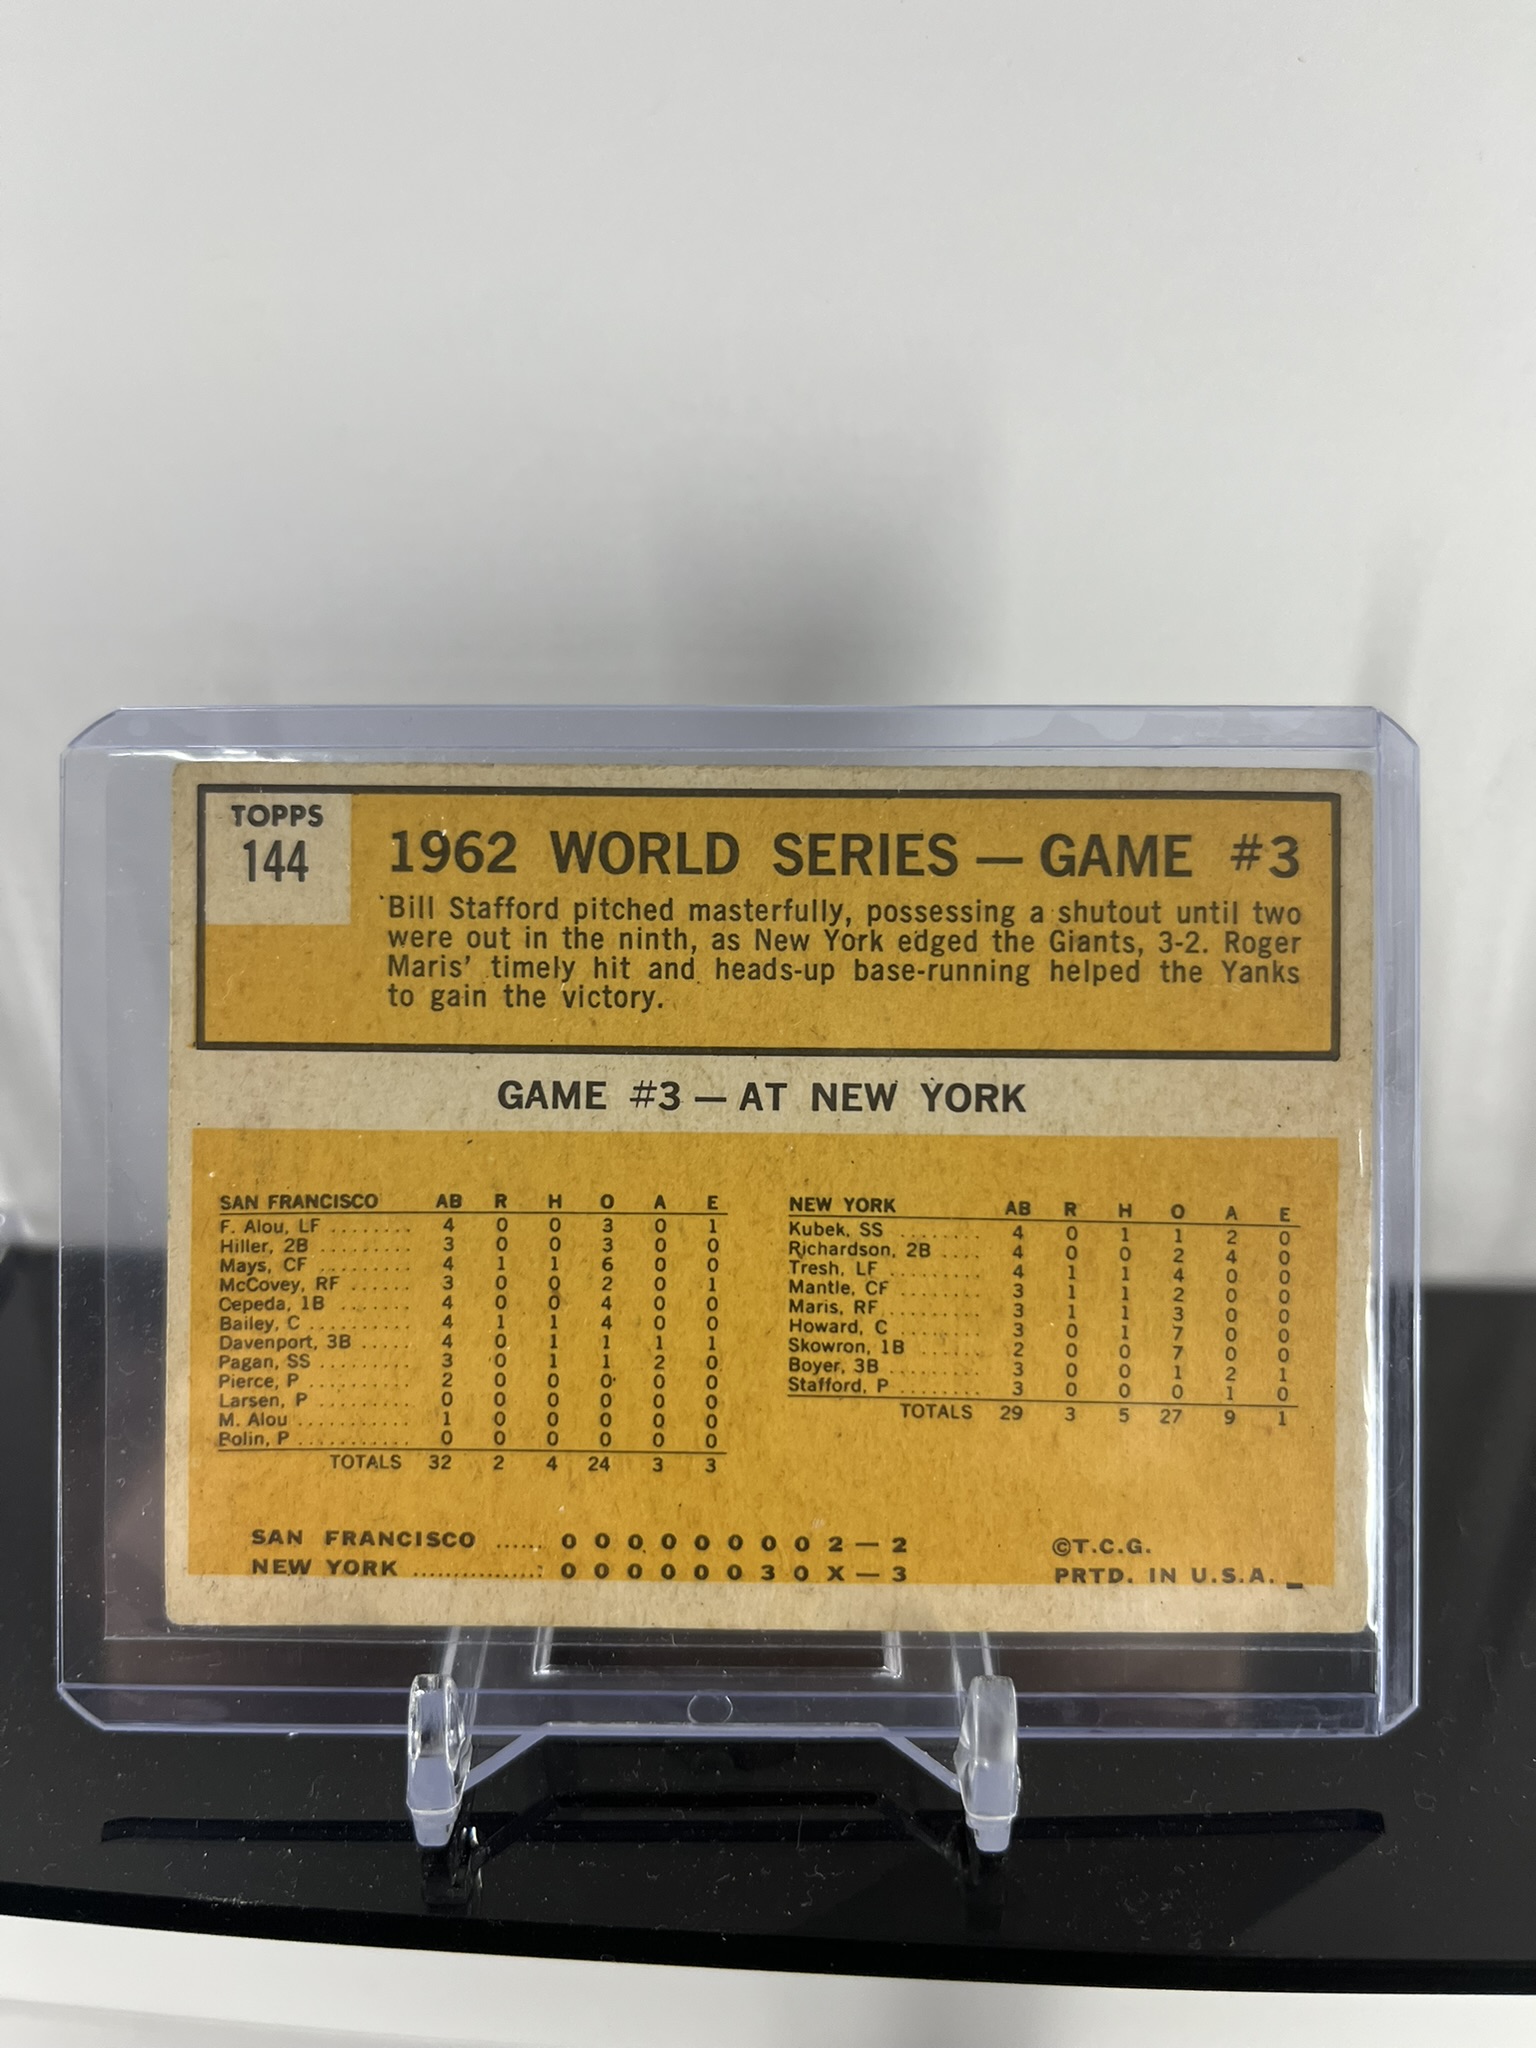 TOPPS
144
1962 WORLD SERIES — GAME #3
Bill Stafford pitched masterfully, possessing a shutout until two
were out in the ninth, as New York edged the Giants, 3-2. Roger
Maris' timely hit and heads-up base-running helped the Yanks
to gain the victory.
GAME #3 — AT NEW YORK
SAN FRANCISCO AB R H O A E
F. Alou, LF ........ 4 0 0 3 0 1
Hiller, 2B ......... 3 0 0 3 0 0
Mays, CF ......... 4 1 1 6 0 0
McCovey, RF ...... 3 0 0 2 0 1
Cepeda, 1B ....... 4 0 0 4 0 0
Bailey, C .......... 4 1 1 4 0 0
Davenport, 3B ..... 4 0 1 1 1 1
Pagan, SS ......... 3 0 1 1 2 0
Pierce, P .......... 2 0 0 0 0 0
Larsen, P .......... 0 0 0 0 0 0
M. Alou ........... 1 0 0 0 0 0
Bolin, P ........... 0 0 0 0 0 0
TOTALS 32 2 4 24 3 3
NEW YORK AB R H O A E
Kubek, SS ......... 4 0 1 1 2 0
Richardson, 2B ..... 4 0 0 2 4 0
Tresh, LF ......... 4 1 1 4 0 0
Mantle, CF ........ 3 1 1 2 0 0
Maris, RF ......... 3 1 1 3 0 0
Howard, C ........ 3 0 1 7 0 0
Skowron, 1B ...... 2 0 0 7 0 0
Boyer, 3B ......... 3 0 0 1 2 1
Stafford, P ........ 3 0 0 0 1 0
TOTALS 29 3 5 27 9 1
SAN FRANCISCO ...... 0 0 0 0 0 0 0 0 2 — 2
NEW YORK ................ 0 0 0 0 0 0 3 0 X — 3
©T.C.G.
PRTD. IN U.S.A.